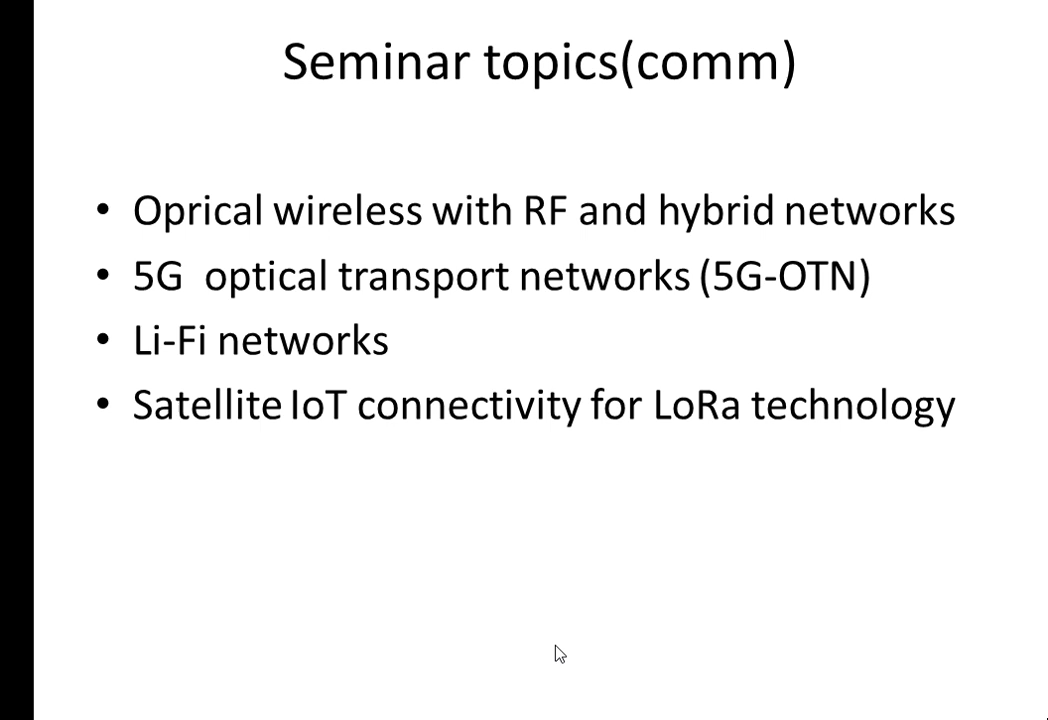 Seminar topics(comm)
• Oprical wireless with RF and hybrid networks
• 5G  optical transport networks (5G-OTN)
• Li-Fi networks
• Satellite IoT connectivity for LoRa technology